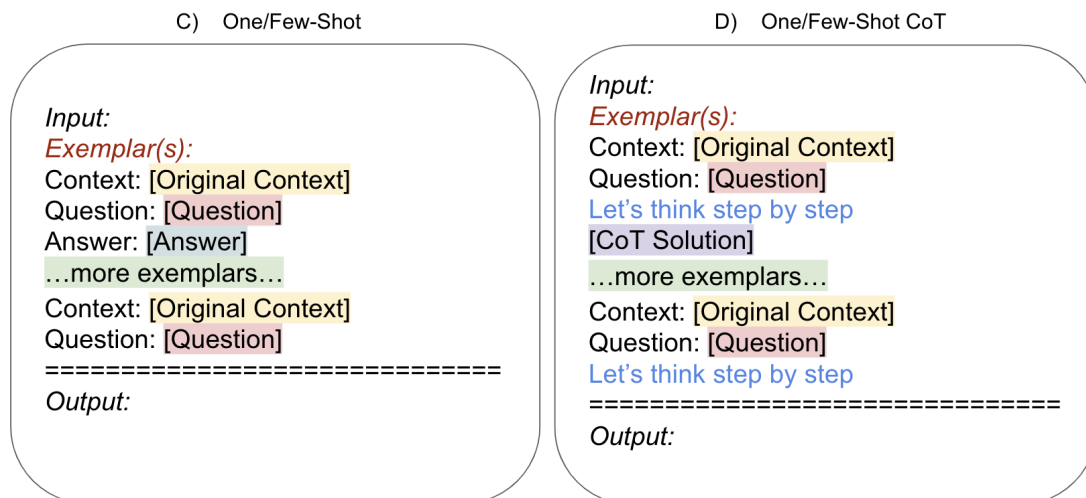 C) One/Few-Shot
Input:
Exemplar(s):
Context: [Original Context]
Question: [Question]
Answer: [Answer]
…more exemplars…
Context: [Original Context]
Question: [Question]
==============================
Output:
D) One/Few-Shot CoT
Input:
Exemplar(s):
Context: [Original Context]
Question: [Question]
Let’s think step by step
[CoT Solution]
…more exemplars…
Context: [Original Context]
Question: [Question]
Let’s think step by step
===============================
Output: